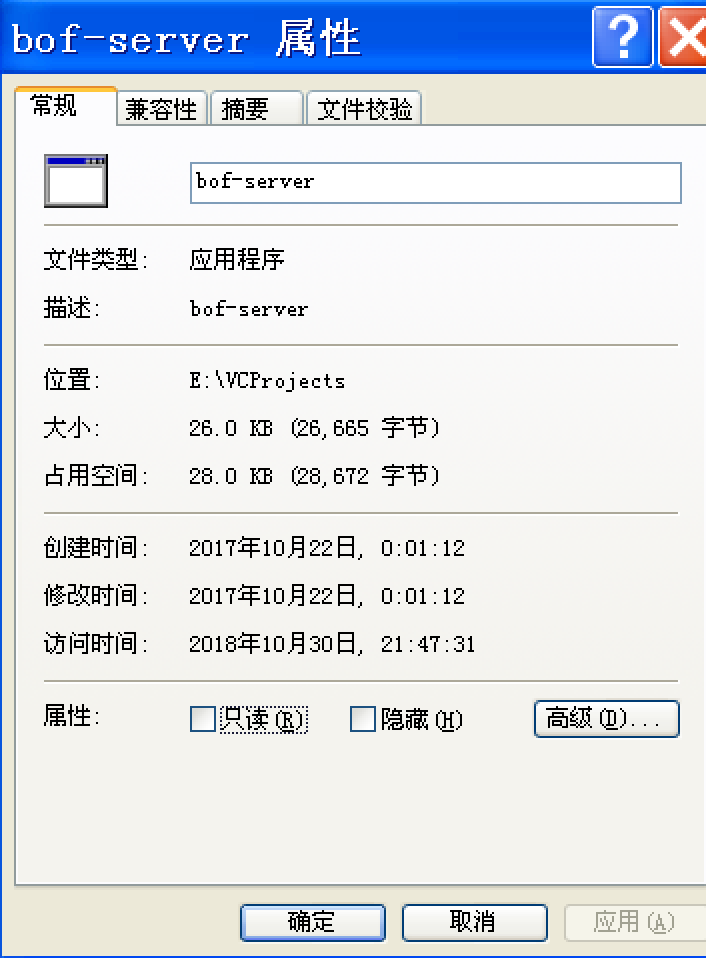 bof-server 属性
常规 兼容性 摘要 文件校验
bof-server
文件类型: 应用程序
描述: bof-server
位置: E:\VCProjects
大小: 26.0 KB (26,665 字节)
占用空间: 28.0 KB (28,672 字节)
创建时间: 2017年10月22日, 0:01:12
修改时间: 2017年10月22日, 0:01:12
访问时间: 2018年10月30日, 21:47:31
属性: 只读(R) 隐藏(H) 高级(D)...
确定 取消 应用(A)